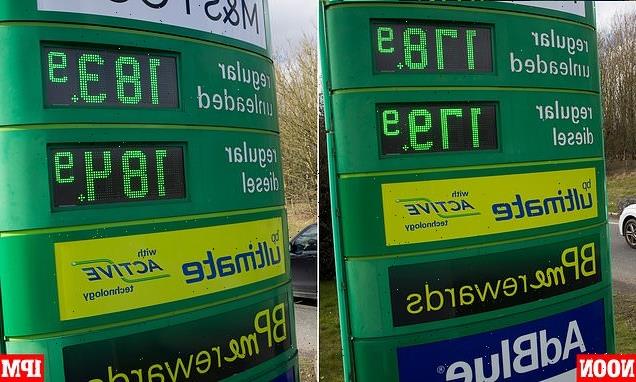 regular
unleaded
178.9
regular
diesel
179.9
bp
ultimate
with
ACTIVE
technology
BPme rewards
AdBlue®
NOON
M&S
regular
unleaded
183.9
regular
diesel
184.9
bp
ultimate
with
ACTIVE
technology
BPme rewards
1PM